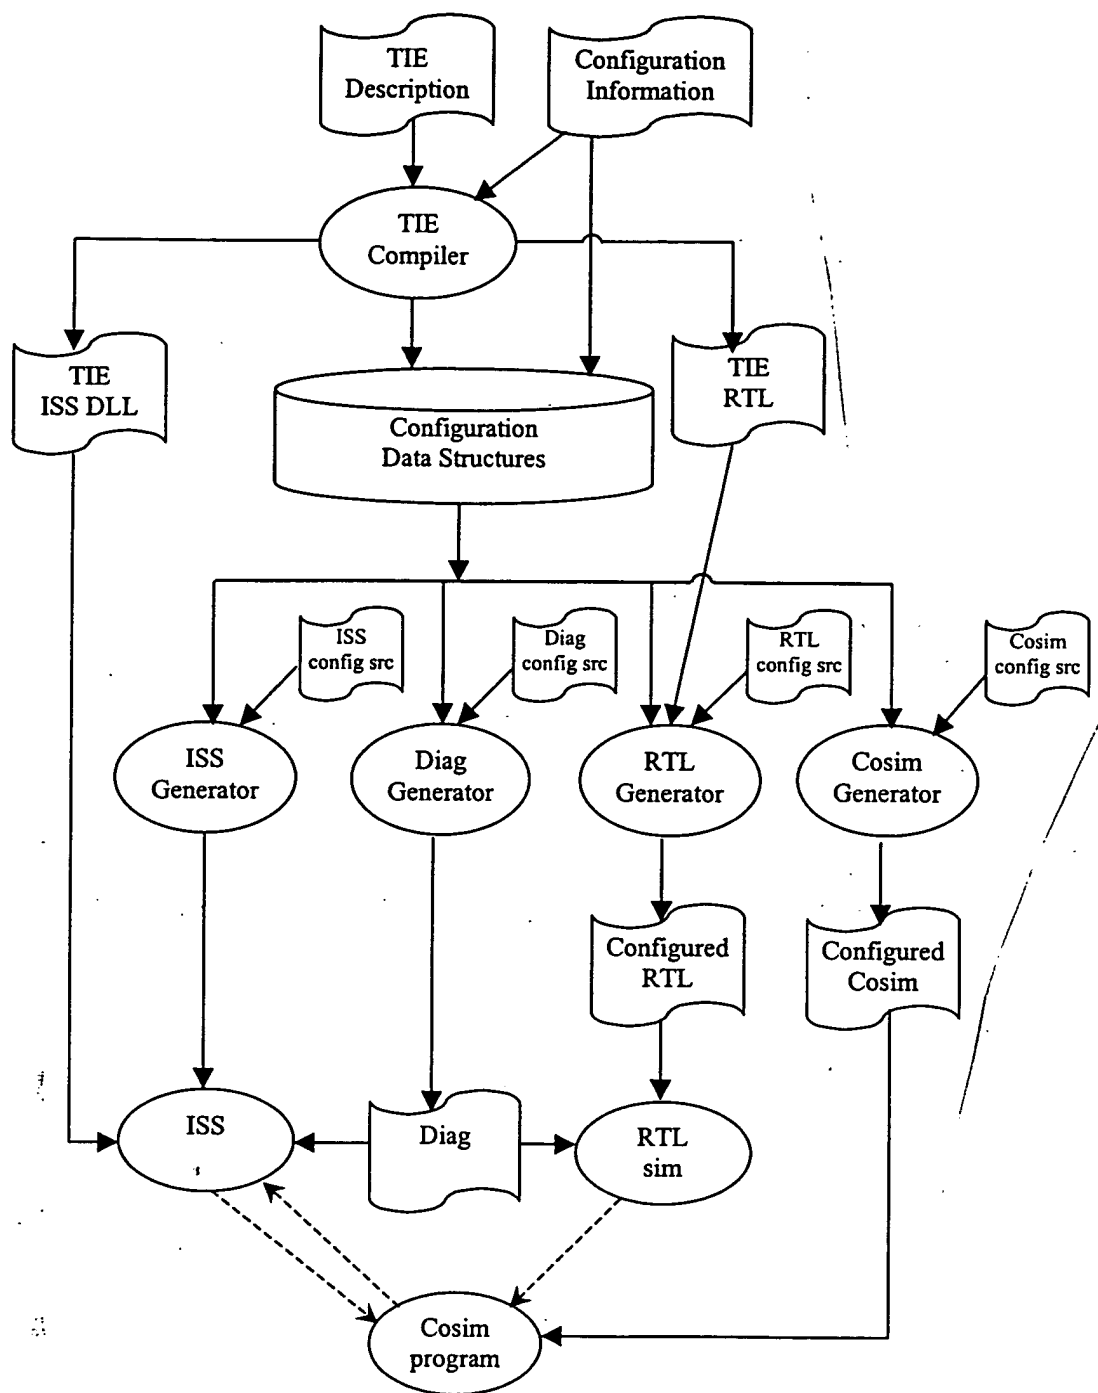 TIE
Description
Configuration
Information
TIE
Compiler
TIE
ISS DLL
Configuration
Data Structures
TIE
RTL
ISS
config src
Diag
config src
RTL
config src
Cosim
config src
ISS
Generator
Diag
Generator
RTL
Generator
Cosim
Generator
Configured
RTL
Configured
Cosim
ISS
Diag
RTL
sim
Cosim
program